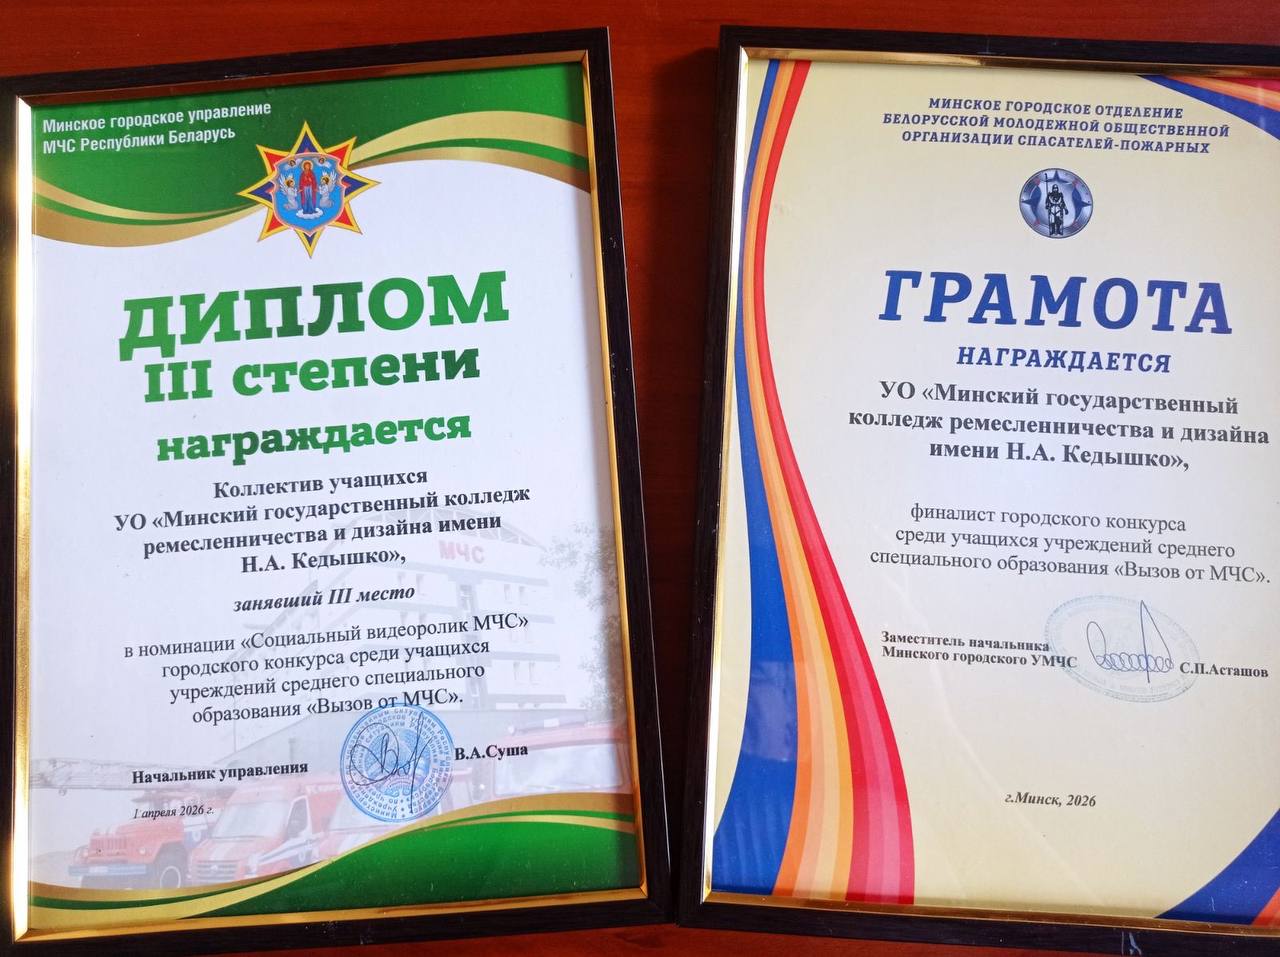 Минское городское управление
МЧС Республики Беларусь
ДИПЛОМ
III степени
награждается
Коллектив учащихся
УО «Минский государственный колледж
ремесленничества и дизайна имени
Н.А. Кедышко»,
МЧС
занявший III место
в номинации «Социальный видеоролик МЧС»
городского конкурса среди учащихся
учреждений среднего специального
образования «Вызов от МЧС».
Начальник управления
В.А.Суша
1 апреля 2026 г.
МИНСКОЕ ГОРОДСКОЕ ОТДЕЛЕНИЕ
БЕЛОРУССКОЙ МОЛОДЕЖНОЙ ОБЩЕСТВЕННОЙ
ОРГАНИЗАЦИИ СПАСАТЕЛЕЙ-ПОЖАРНЫХ
ГРАМОТА
НАГРАЖДАЕТСЯ
УО «Минский государственный
колледж ремесленничества и дизайна
имени Н.А. Кедышко»,
финалист городского конкурса
среди учащихся учреждений среднего
специального образования «Вызов от МЧС».
Заместитель начальника
Минского городского УМЧС
С.П.Асташов
г.Минск, 2026